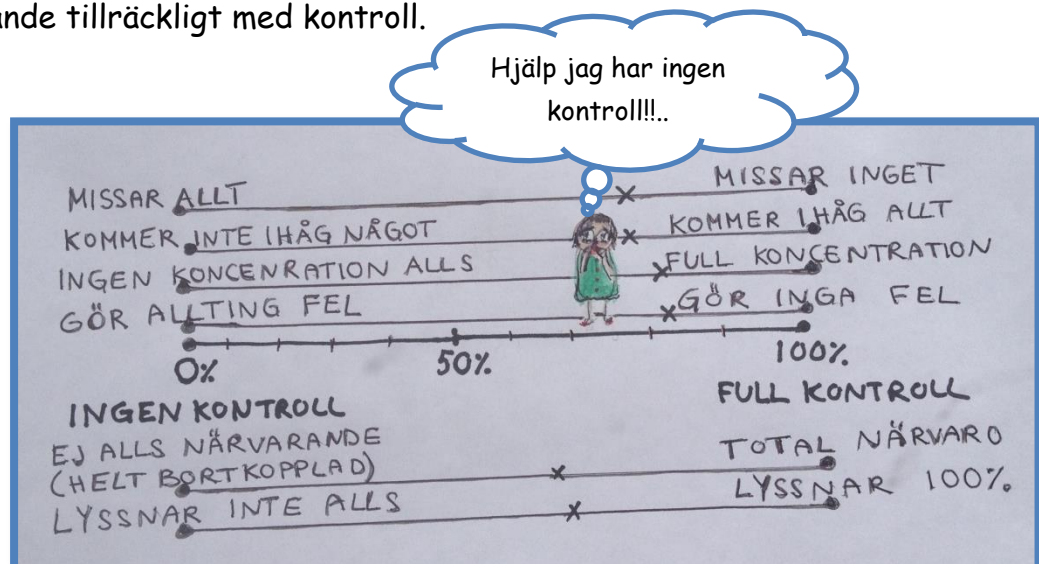 ande tillräckligt med kontroll.
Hjälp jag har ingen
kontroll!!..
MISSAR ALLT MISSAR INGET
KOMMER INTE IHÅG NÅGOT KOMMER IHÅG ALLT
INGEN KONCENRATION ALLS FULL KONCENTRATION
GÖR ALLTING FEL GÖR INGA FEL
0% 50% 100%
INGEN KONTROLL FULL KONTROLL
EJ ALLS NÄRVARANDE TOTAL NÄRVARO
(HELT BORTKOPPLAD)
LYSSNAR INTE ALLS LYSSNAR 100%